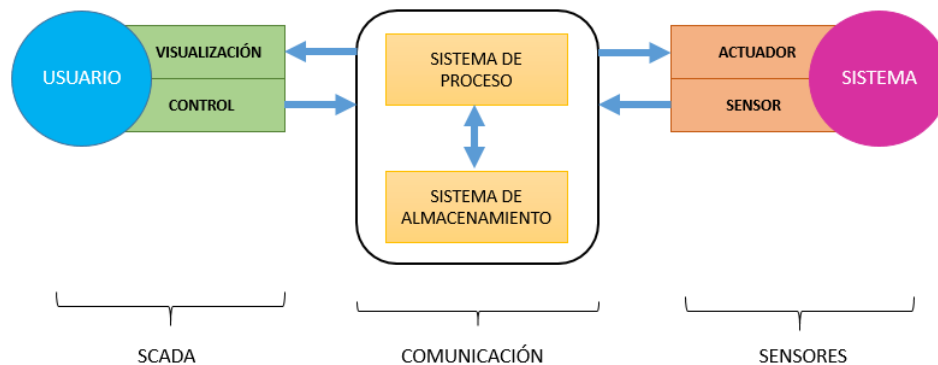 USUARIO
VISUALIZACIÓN
CONTROL
SISTEMA DE
PROCESO
SISTEMA DE
ALMACENAMIENTO
ACTUADOR
SENSOR
SISTEMA
SCADA
COMUNICACIÓN
SENSORES